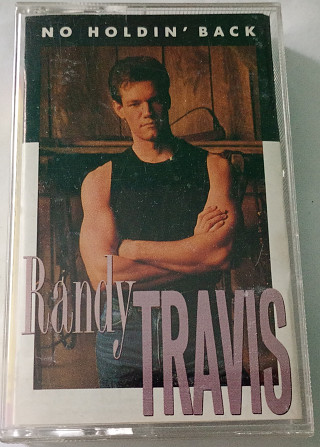 NO HOLDIN' BACK
Randy
TRAVIS